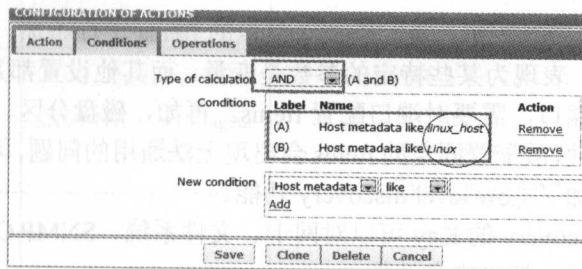 CONFIGURATION OF ACTIONS
Action Conditions Operations
Type of calculation AND (A and B)
Conditions Label Name Action
(A) Host metadata like linux_host Remove
(B) Host metadata like Linux Remove
New condition Host metadata like
Add
Save Clone Delete Cancel